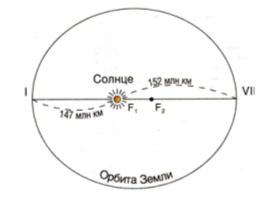 Солнце
152 млн км
I
VII
F₁
F₂
147 млн км
Орбита Земли